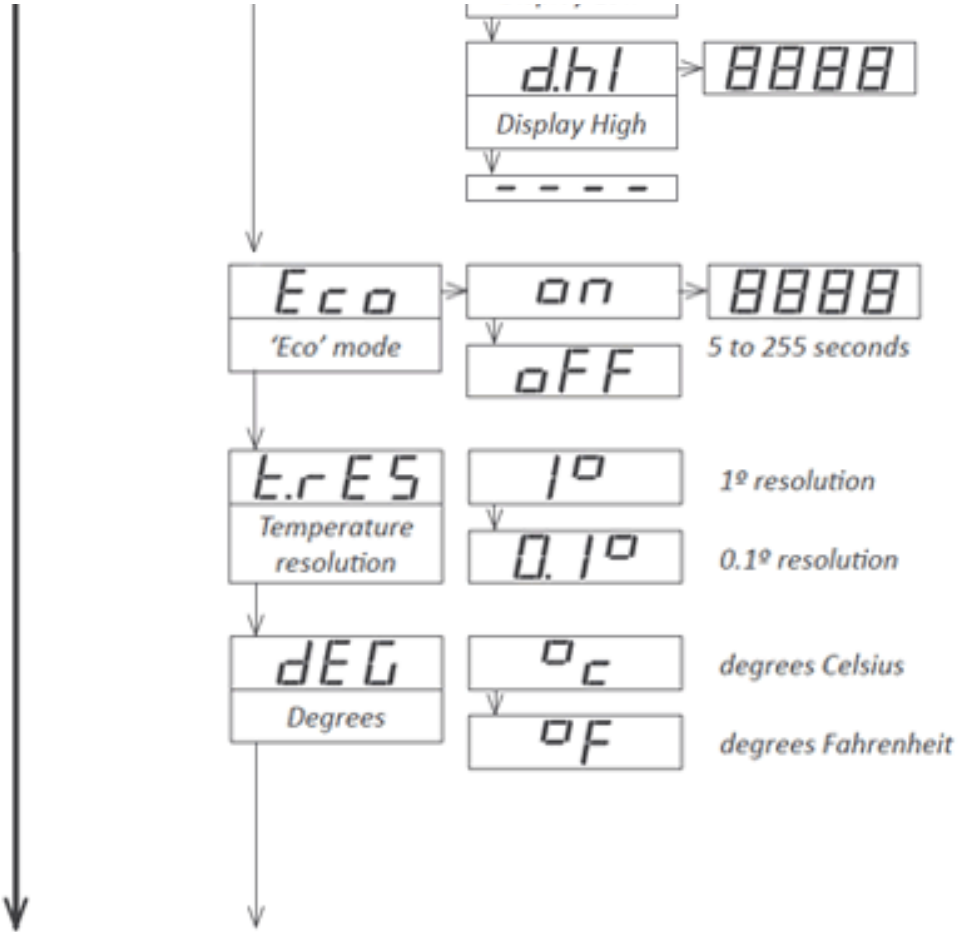 d.hI 8888
Display High
- - - -
Eco on 8888
'Eco' mode
5 to 255 seconds
oFF
t.rES 1º 1º resolution
Temperature
resolution
0.1º 0.1º resolution
dEG ºc degrees Celsius
Degrees
ºF degrees Fahrenheit